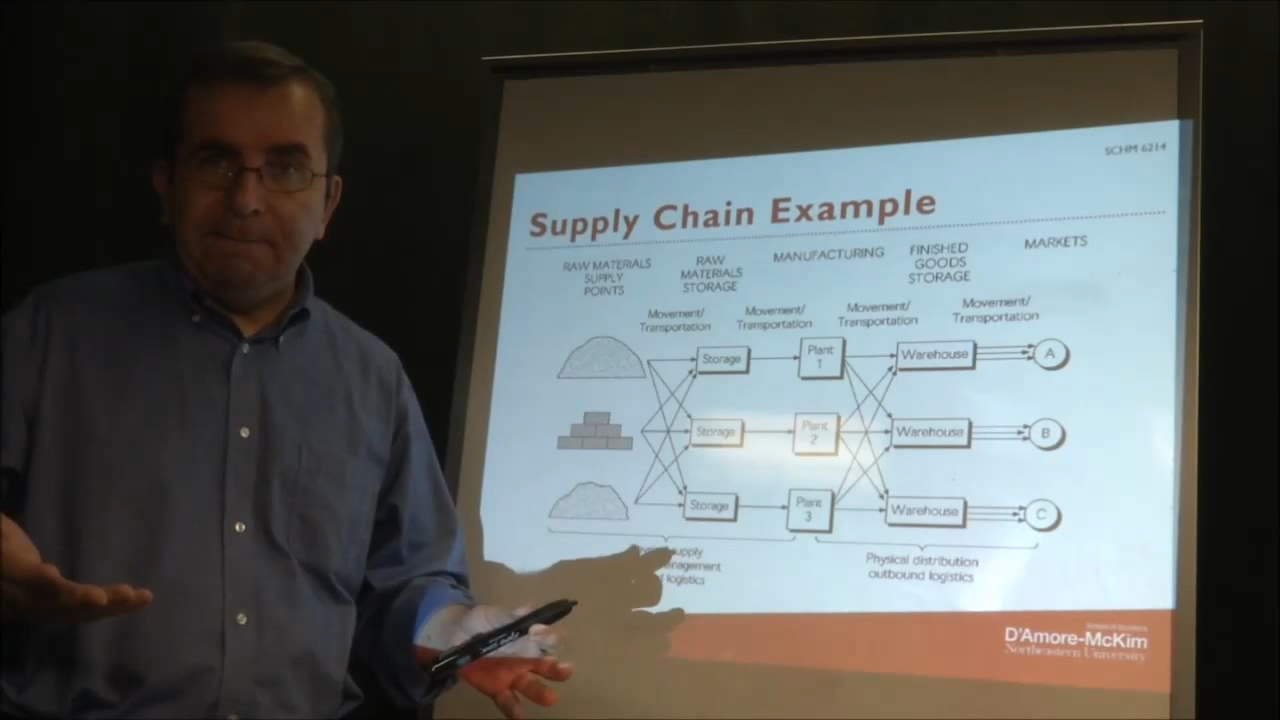 SCHM 6214
Supply Chain Example
RAW MATERIALS
SUPPLY
POINTS
RAW
MATERIALS
STORAGE
MANUFACTURING
FINISHED
GOODS
STORAGE
MARKETS
Movement/
Transportation
Movement/
Transportation
Movement/
Transportation
Movement/
Transportation
Storage
Plant
1
Warehouse
A
Storage
Plant
2
Warehouse
B
Storage
Plant
3
Warehouse
C
supply
logistics
Physical distribution
outbound logistics
D'Amore-McKim
Northeastern University